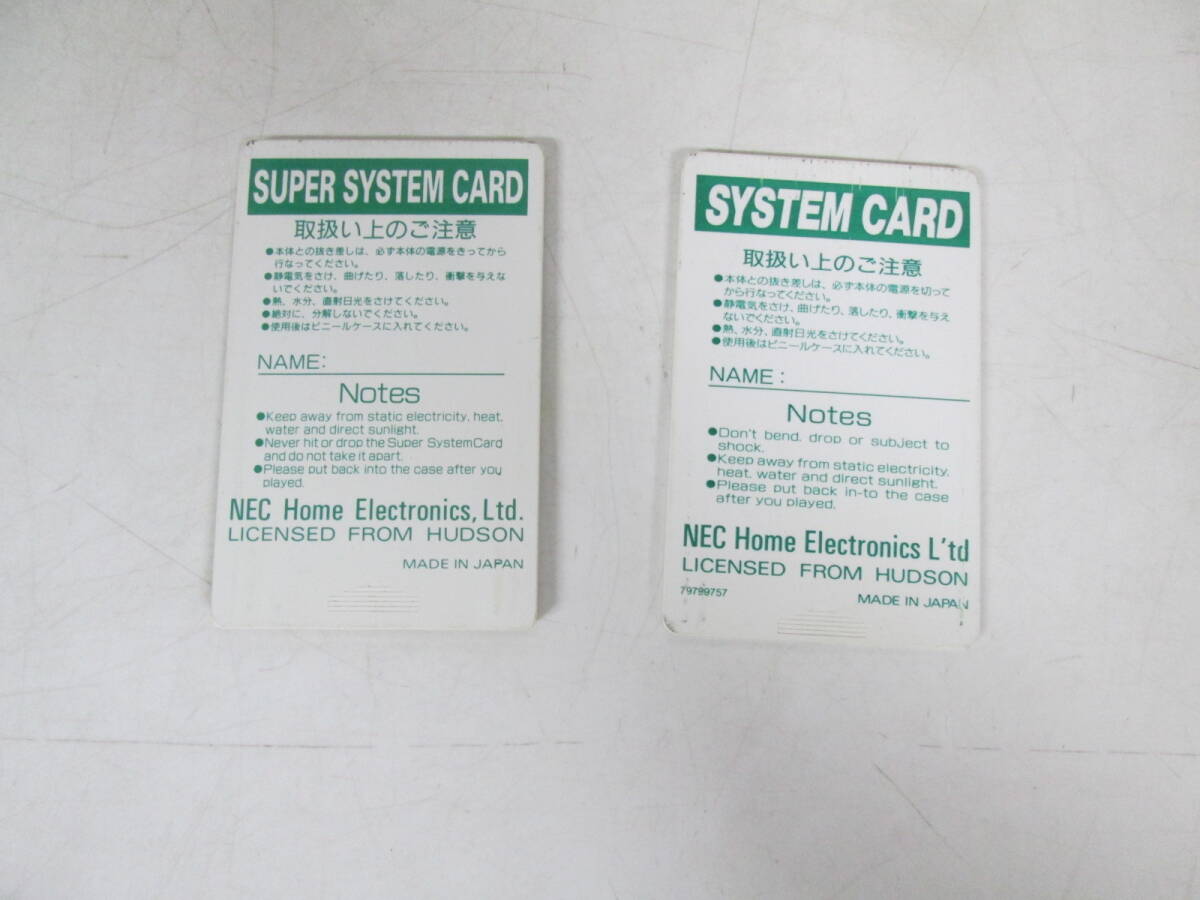 SUPER SYSTEM CARD
取扱い上のご注意
●本体との抜き差しは、必ず本体の電源をきってから
行なってください。
●静電気をさけ、曲げたり、落したり、衝撃を与えな
いでください。
●熱、水分、直射日光をさけてください。
●絶対に、分解しないでください。
●使用後はビニールケースに入れてください。
NAME:
Notes
●Keep away from static electricity, heat,
water and direct sunlight.
●Never hit or drop the Super SystemCard
and do not take it apart.
●Please put back into the case after you
played.
NEC Home Electronics, Ltd.
LICENSED FROM HUDSON
MADE IN JAPAN
SYSTEM CARD
取扱い上のご注意
●本体との抜き差しは、必ず本体の電源を切って
から行なってください。
●静電気をさけ、曲げたり、落したり、衝撃を与え
ないでください。
●熱、水分、直射日光をさけてください。
●使用後はビニールケースに入れてください。
NAME:
Notes
●Don't bend, drop or subject to
shock.
●Keep away from static electricity,
heat, water and direct sunlight.
●Please put back in-to the case
after you played.
NEC Home Electronics L'td
LICENSED FROM HUDSON
79799757
MADE IN JAPAN